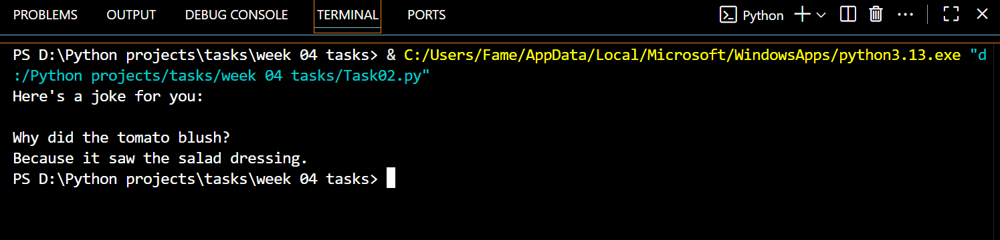 PROBLEMS OUTPUT DEBUG CONSOLE TERMINAL PORTS Python
PS D:\Python projects\tasks\week 04 tasks> & C:/Users/Fame/AppData/Local/Microsoft/WindowsApps/python3.13.exe "d
:/Python projects/tasks/week 04 tasks/Task02.py"
Here's a joke for you:
Why did the tomato blush?
Because it saw the salad dressing.
PS D:\Python projects\tasks\week 04 tasks>